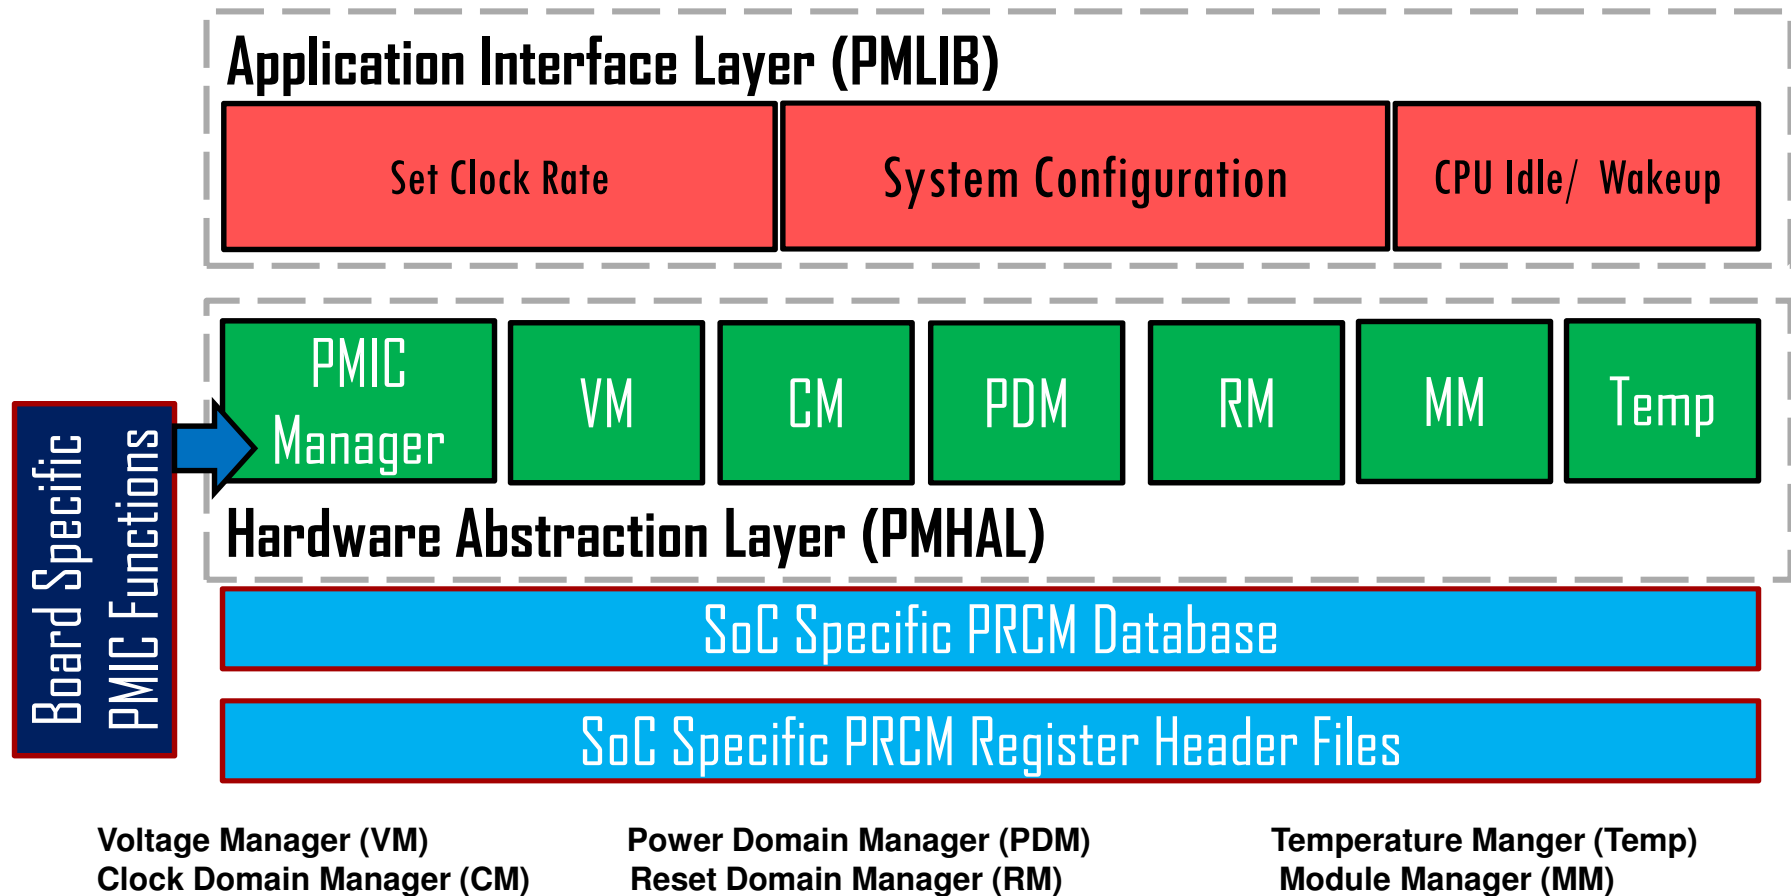 Application Interface Layer (PMLIB)
Set Clock Rate
System Configuration
CPU Idle/ Wakeup
PMIC
Manager
VM
CM
PDM
RM
MM
Temp
Hardware Abstraction Layer (PMHAL)
Board Specific
PMIC Functions
SoC Specific PRCM Database
SoC Specific PRCM Register Header Files
Voltage Manager (VM)
Power Domain Manager (PDM)
Temperature Manger (Temp)
Clock Domain Manager (CM)
Reset Domain Manager (RM)
Module Manager (MM)